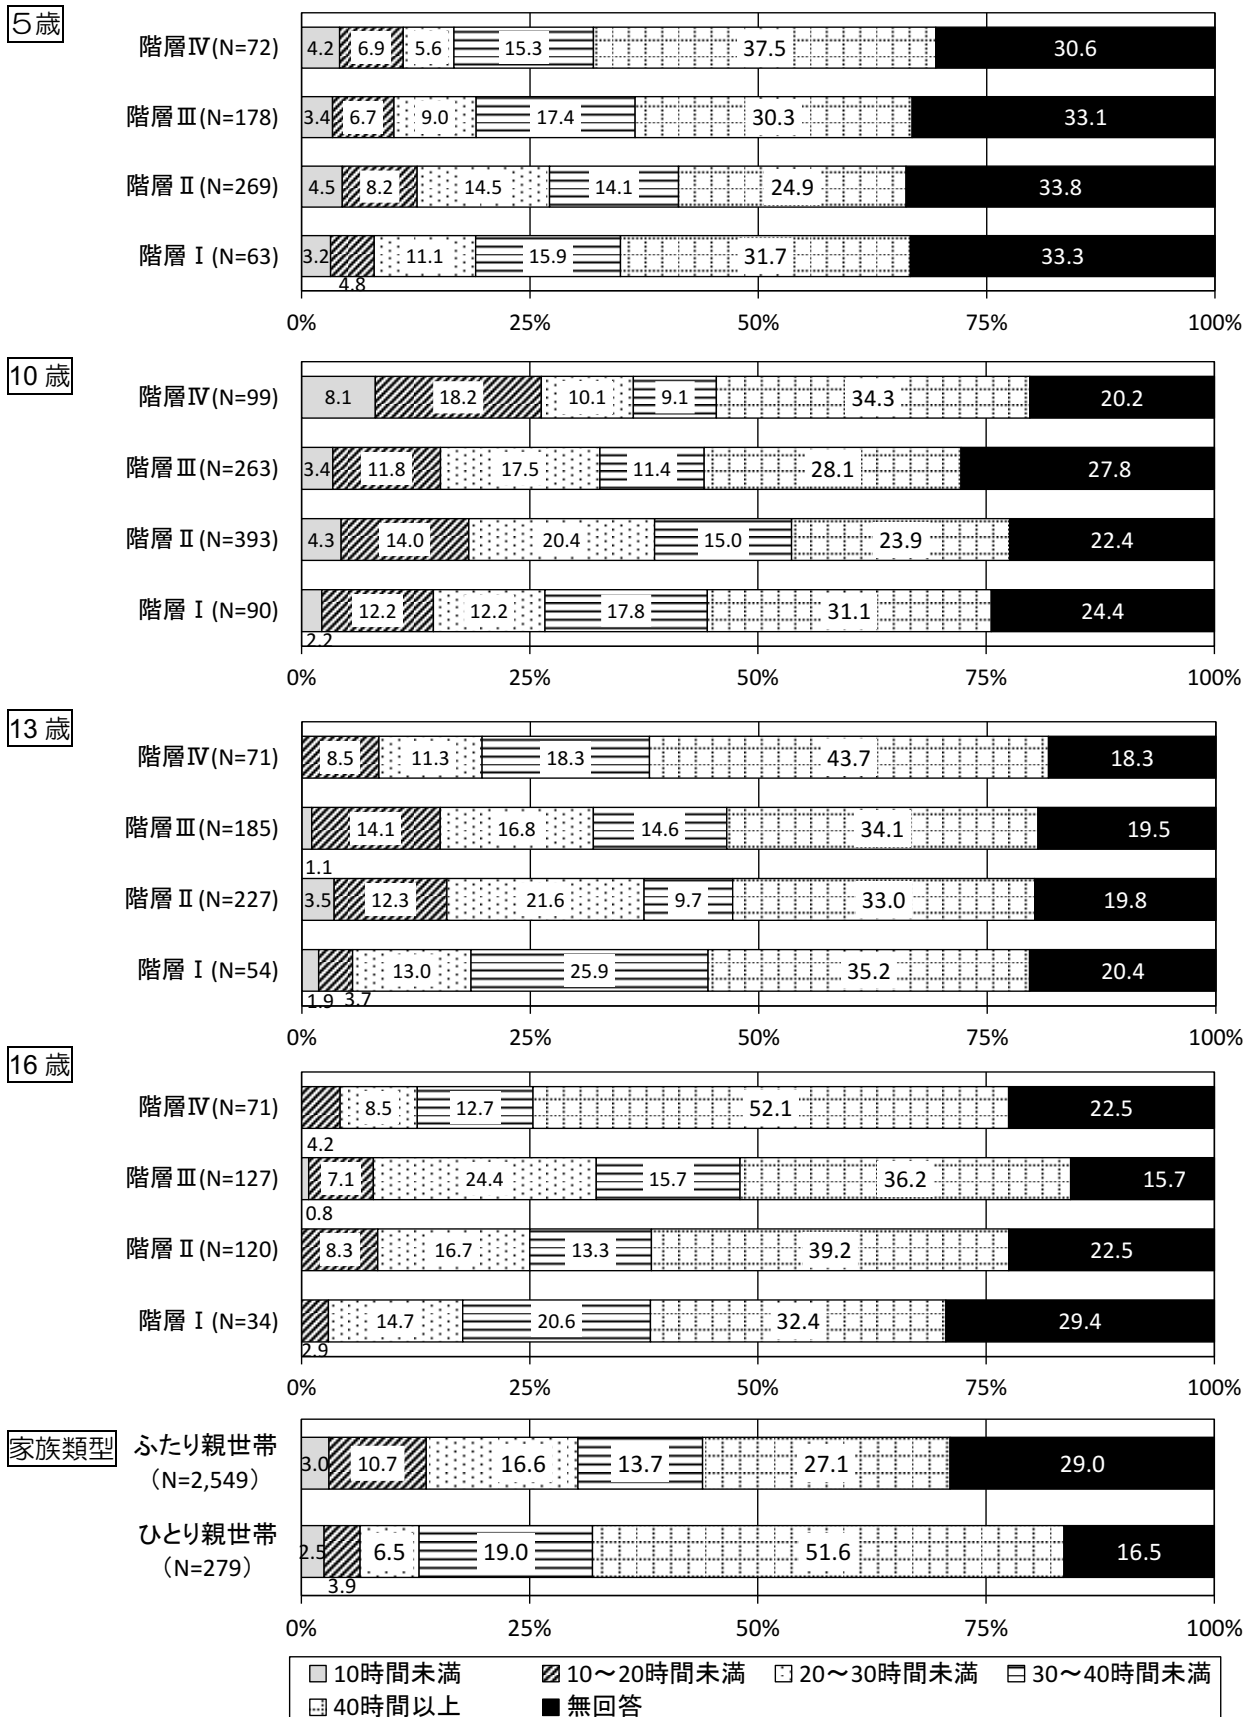 5歳
階層Ⅳ(N=72) 4.2 6.9 5.6 15.3 37.5 30.6
階層Ⅲ(N=178) 3.4 6.7 9.0 17.4 30.3 33.1
階層Ⅱ(N=269) 4.5 8.2 14.5 14.1 24.9 33.8
階層Ⅰ(N=63) 3.2 11.1 15.9 31.7 33.3
4.8
0% 25% 50% 75% 100%
10歳
階層Ⅳ(N=99) 8.1 18.2 10.1 9.1 34.3 20.2
階層Ⅲ(N=263) 3.4 11.8 17.5 11.4 28.1 27.8
階層Ⅱ(N=393) 4.3 14.0 20.4 15.0 23.9 22.4
階層Ⅰ(N=90) 12.2 12.2 17.8 31.1 24.4
2.2
0% 25% 50% 75% 100%
13歳
階層Ⅳ(N=71) 8.5 11.3 18.3 43.7 18.3
階層Ⅲ(N=185) 14.1 16.8 14.6 34.1 19.5
1.1
階層Ⅱ(N=227) 3.5 12.3 21.6 9.7 33.0 19.8
階層Ⅰ(N=54) 13.0 25.9 35.2 20.4
1.9 3.7
0% 25% 50% 75% 100%
16歳
階層Ⅳ(N=71) 8.5 12.7 52.1 22.5
4.2
階層Ⅲ(N=127) 7.1 24.4 15.7 36.2 15.7
0.8
階層Ⅱ(N=120) 8.3 16.7 13.3 39.2 22.5
階層Ⅰ(N=34) 14.7 20.6 32.4 29.4
2.9
0% 25% 50% 75% 100%
家族類型
ふたり親世帯
（N=2,549） 3.0 10.7 16.6 13.7 27.1 29.0
ひとり親世帯
（N=279） 2.5 6.5 19.0 51.6 16.5
3.9
0% 25% 50% 75% 100%
10時間未満 10～20時間未満 20～30時間未満 30～40時間未満
40時間以上 無回答